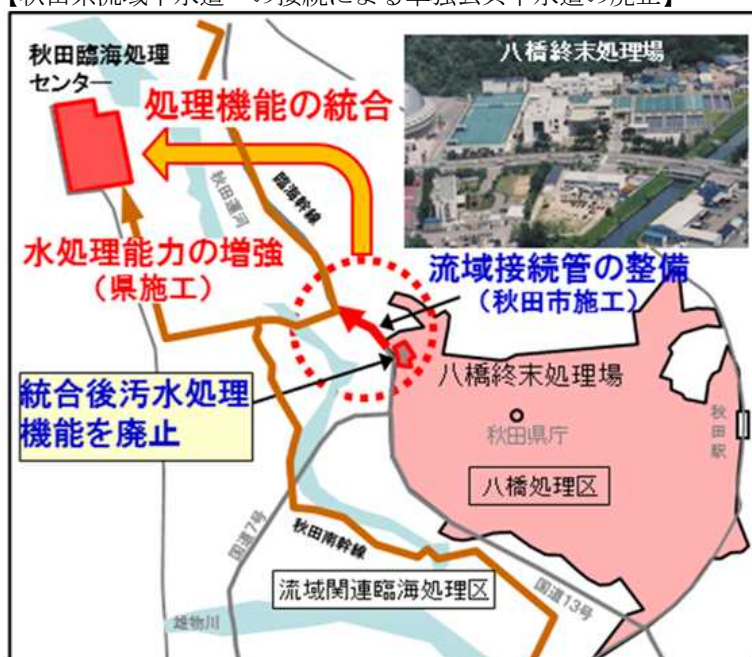 【秋田県流域下水道への接続による単独公共下水道の廃止】
秋田臨海処理
センター
八橋終末処理場
処理機能の統合
臨海幹線
秋田運河
水処理能力の増強
（県施工）
流域接続管の整備
（秋田市施工）
八橋終末処理場
統合後汚水処理
機能を廃止
秋田県庁
秋田駅
八橋処理区
国道7号
秋田南幹線
流域関連臨海処理区
国道13号
雄物川